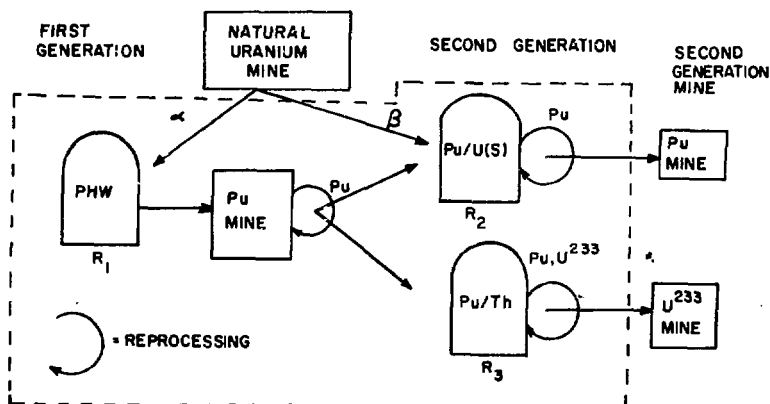 FIRST
GENERATION
NATURAL
URANIUM
MINE
SECOND GENERATION
SECOND
GENERATION
MINE
α
β
PHW
R₁
Pu
MINE
Pu
Pu/U(S)
R₂
Pu
Pu
MINE
Pu/Th
R₃
Pu, U²³³
U²³³
MINE
= REPROCESSING